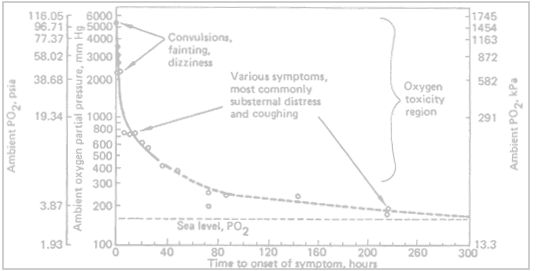 116.05
96.71
77.37
58.02
38.68
19.34
3.87
1.93
Ambient PO2, psia
6000
5000
4000
3000
2000
1000
800
600
500
400
300
200
100
Ambient oxygen partial pressure, mm Hg
Convulsions,
fainting,
dizziness
Various symptoms,
most commonly
substernal distress
and coughing
Oxygen
toxicity
region
Sea level, PO2
0
40
80
120
160
200
260
300
Time to onset of symptom, hours
1745
1454
1163
872
582
291
13.3
Ambient PO2, kPa